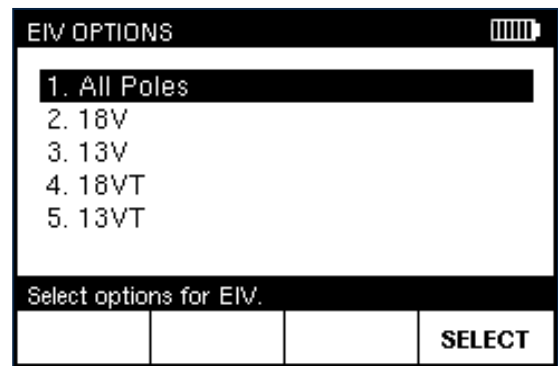 EIV OPTIONS
1. All Poles
2. 18V
3. 13V
4. 18VT
5. 13VT
Select options for EIV.
SELECT